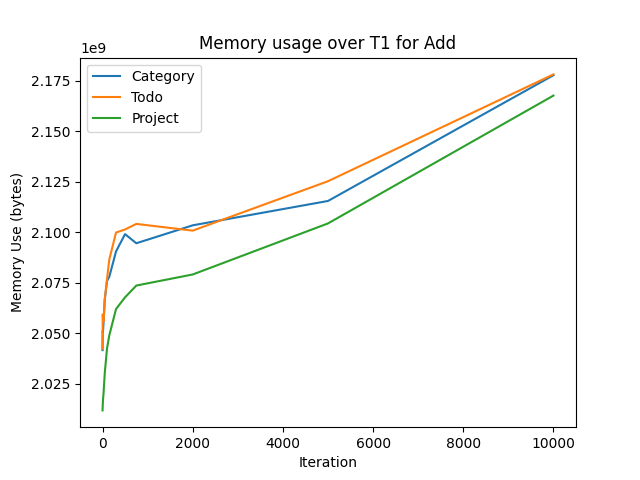 Memory usage over T1 for Add
1e9
Category
Todo
Project
2.175
2.150
2.125
2.100
2.075
2.050
2.025
Memory Use (bytes)
0 2000 4000 6000 8000 10000
Iteration